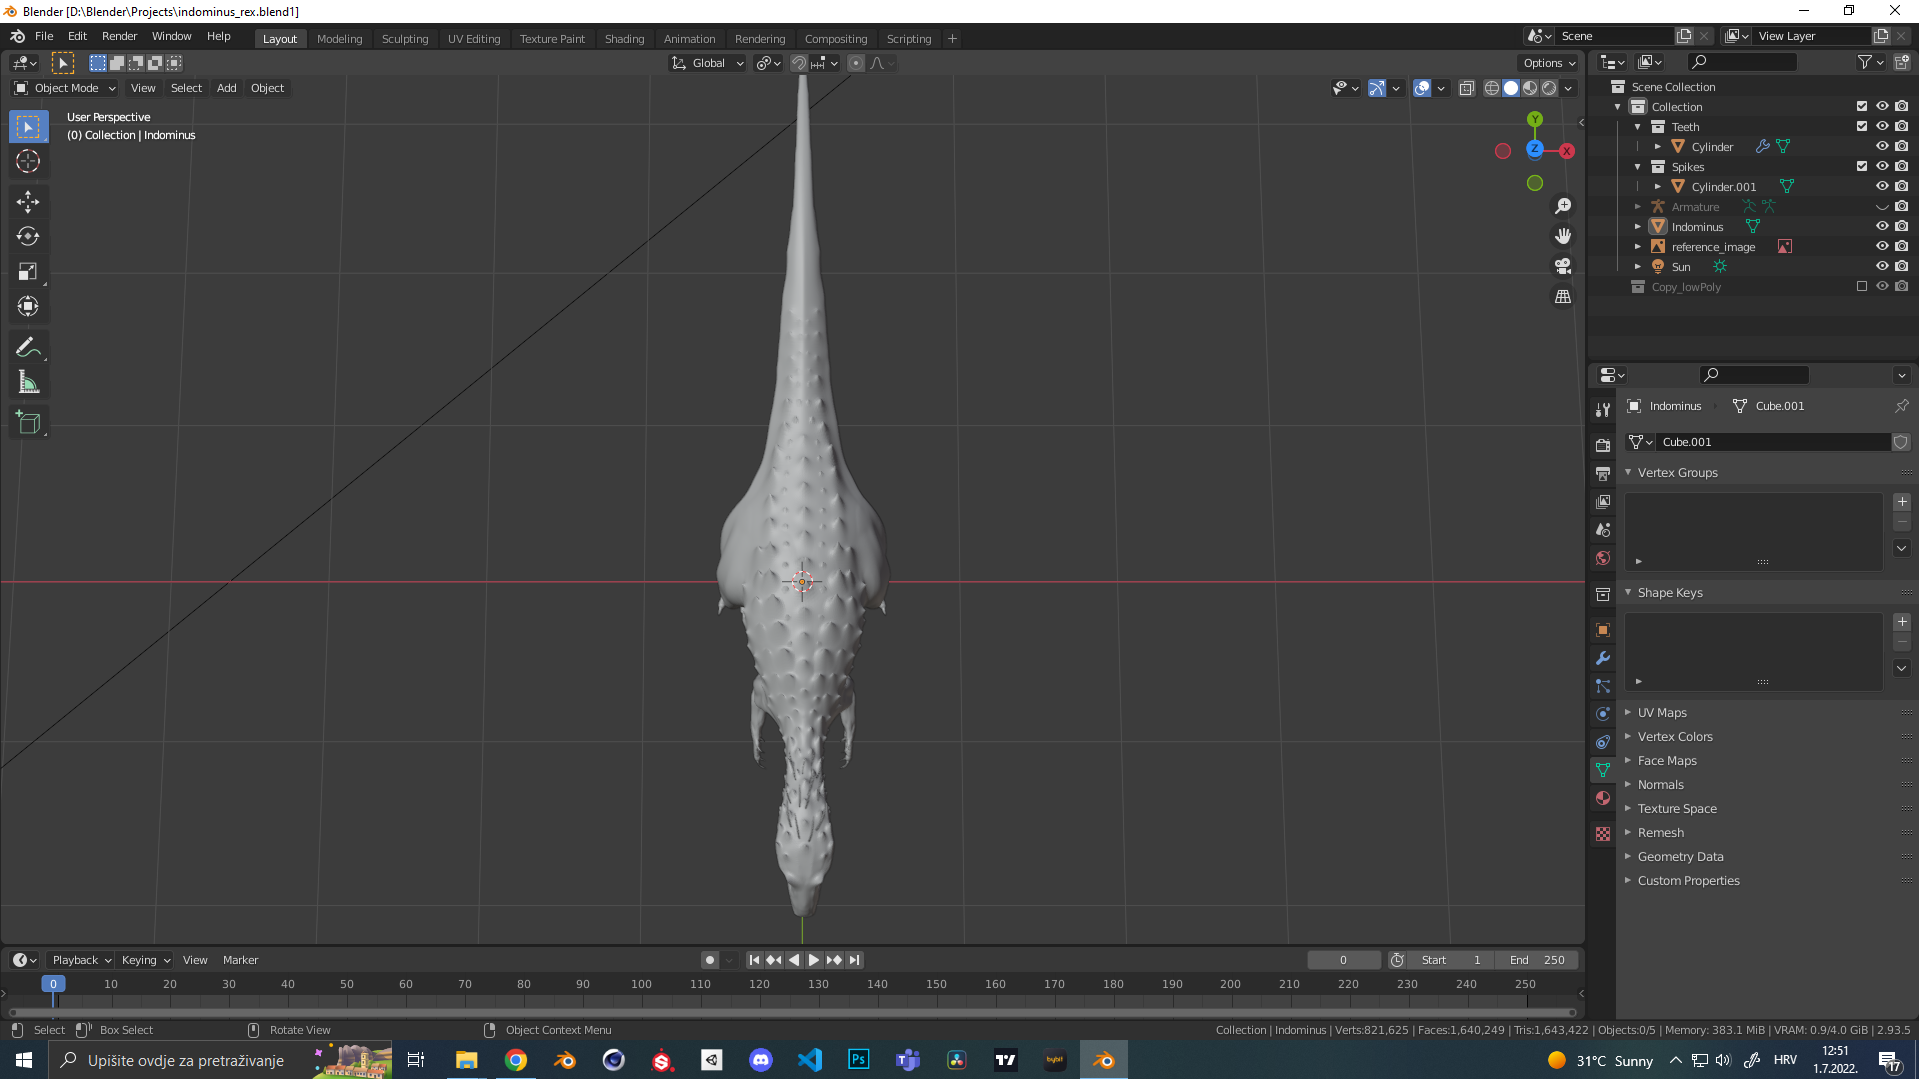 Blender [D:\Blender\Projects\indominus_rex.blend1]
File Edit Render Window Help
Layout Modeling Sculpting UV Editing Texture Paint Shading Animation Rendering Compositing Scripting +
Scene
View Layer
Global
Options
Object Mode View Select Add Object
User Perspective
(0) Collection | Indominus
Y
Z
X
Scene Collection
Collection
Teeth
Cylinder
Spikes
Cylinder.001
Armature
Indominus
reference_image
Sun
Copy_lowPoly
Indominus Cube.001
Cube.001
Vertex Groups
Shape Keys
UV Maps
Vertex Colors
Face Maps
Normals
Texture Space
Remesh
Geometry Data
Custom Properties
Playback Keying View Marker
0 Start 1 End 250
0 10 20 30 40 50 60 70 80 90 100 110 120 130 140 150 160 170 180 190 200 210 220 230 240 250
Select Box Select Rotate View Object Context Menu
Collection | Indominus | Verts:821,625 | Faces:1,640,249 | Tris:1,643,422 | Objects:0/5 | Memory: 383.1 MiB | VRAM: 0.9/4.0 GiB | 2.93.5
Upišite ovdje za pretraživanje
Ps
bybit
31°C Sunny
HRV
12:51
1.7.2022.
17